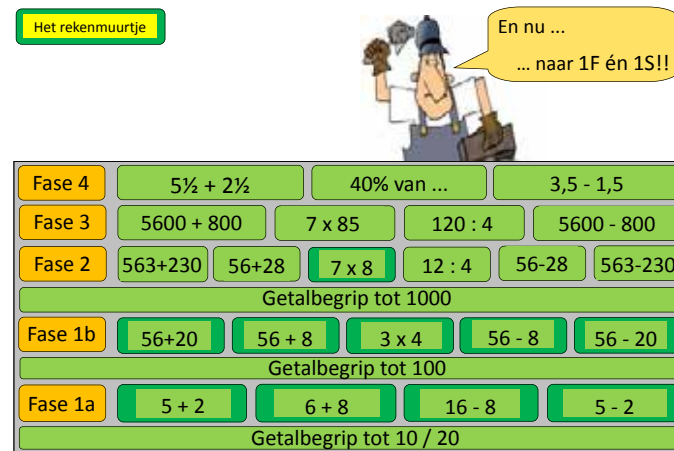 Het rekenmuurtje
En nu ...
... naar 1F én 1S!!
Fase 4 5½ + 2½ 40% van ... 3,5 - 1,5
Fase 3 5600 + 800 7 x 85 120 : 4 5600 - 800
Fase 2 563+230 56+28 7 x 8 12 : 4 56-28 563-230
Getalbegrip tot 1000
Fase 1b 56+20 56 + 8 3 x 4 56 - 8 56 - 20
Getalbegrip tot 100
Fase 1a 5 + 2 6 + 8 16 - 8 5 - 2
Getalbegrip tot 10 / 20